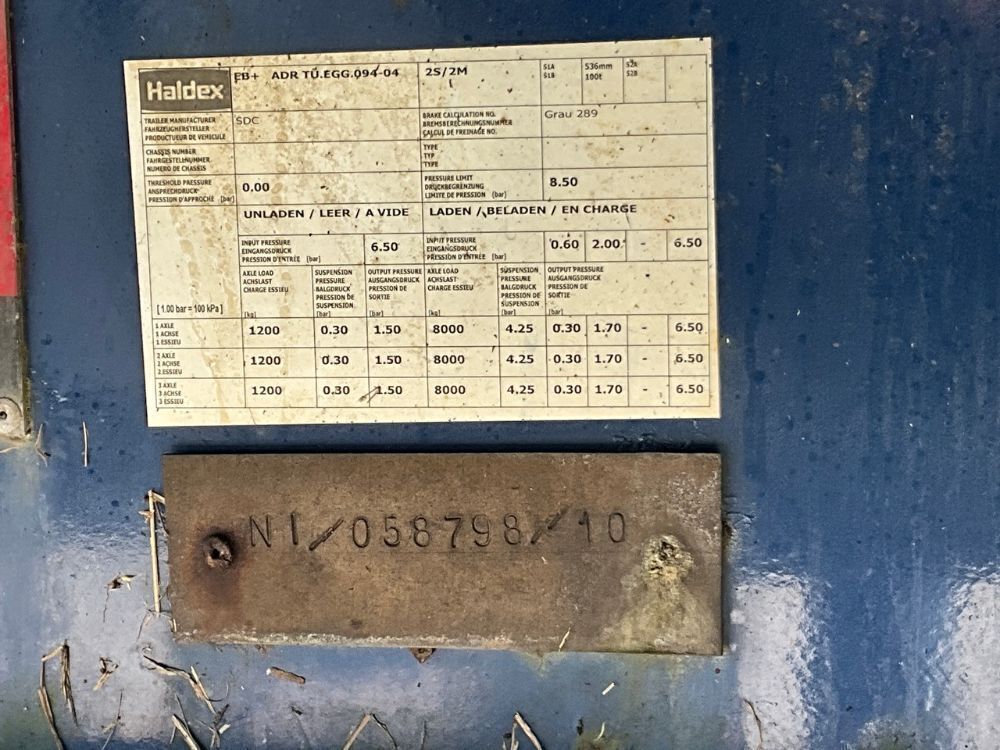 Haldex EB+ ADR TÜ.EGG.094-04 2S/2M S1A 536mm S2A
S1B 100t S2B
TRAILER MANUFACTURER SDC BRAKE CALCULATION NO. Grau 289
FAHRZEUGHERSTELLER BREMSBERECHNUNGSNUMMER
PRODUCTUEUR DE VEHICULE CALCUL DE FREINAGE NO.
CHASSIS NUMBER TYPE
FAHRGESTELLNUMMER TYP
NUMERO DE CHASSIS TYPE
THRESHOLD PRESSURE 0.00 PRESSURE LIMIT 8.50
ANSPRECHDRUCK DRUCKBEGRENZUNG
PRESSION D'APPROCHE [bar] LIMITE DE PRESSION [bar]
UNLADEN / LEER / A VIDE LADEN / BELADEN / EN CHARGE
INPUT PRESSURE 6.50 INPUT PRESSURE 0.60 2.00 - 6.50
EINGANGSDRUCK EINGANGSDRUCK
PRESSION D'ENTRÉE [bar] PRESSION D'ENTRÉE [bar]
AXLE LOAD SUSPENSION OUTPUT PRESSURE AXLE LOAD SUSPENSION OUTPUT PRESSURE
ACHSLAST PRESSURE AUSGANGSDRUCK ACHSLAST PRESSURE AUSGANGSDRUCK
CHARGE ESSIEU BALGDRUCK PRESSION DE CHARGE ESSIEU BALGDRUCK PRESSION DE
PRESSION DE SORTIE PRESSION DE SORTIE
SUSPENSION SUSPENSION
[1.00 bar = 100 kPa] [kg] [bar] [bar] [kg] [bar] [bar]
1 AXLE 1200 0.30 1.50 8000 4.25 0.30 1.70 - 6.50
1 ACHSE
1 ESSIEU
2 AXLE 1200 0.30 1.50 8000 4.25 0.30 1.70 - 6.50
2 ACHSE
2 ESSIEU
3 AXLE 1200 0.30 1.50 8000 4.25 0.30 1.70 - 6.50
3 ACHSE
3 ESSIEU
NI/058798/10